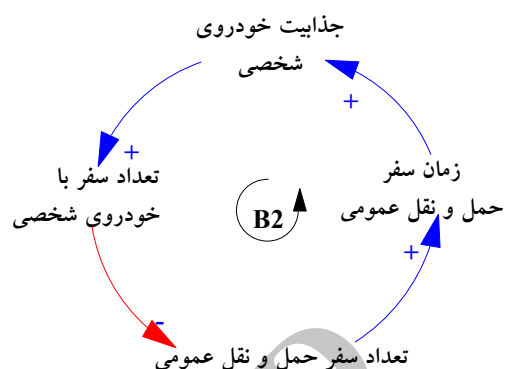 جذابیت خودروی
شخصی
+
+
زمان سفر
حمل و نقل عمومی
تعداد سفر با
خودروی شخصی
B2
+
-
تعداد سفر حمل و نقل عمومی